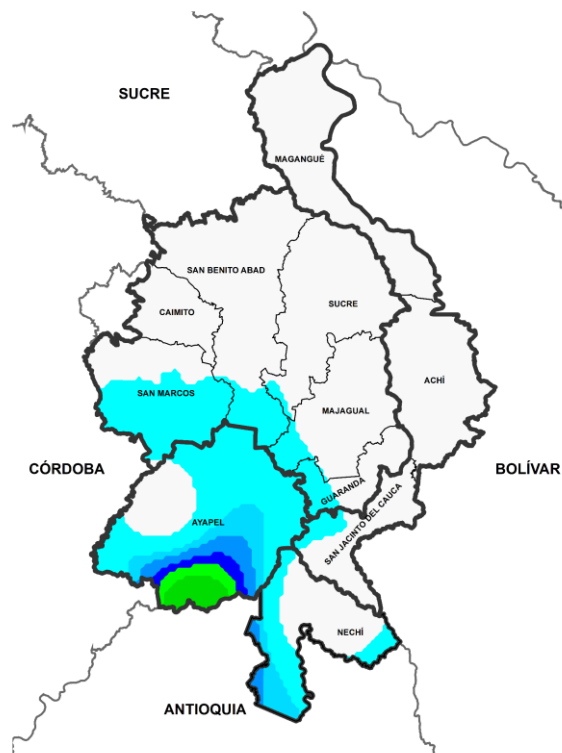 SUCRE
MAGANGUÉ
SAN BENITO ABAD
SUCRE
CAIMITO
ACHÍ
SAN MARCOS
MAJAGUAL
CÓRDOBA
BOLÍVAR
GUARANDA
SAN JACINTO DEL CAUCA
AYAPEL
NECHÍ
ANTIOQUIA